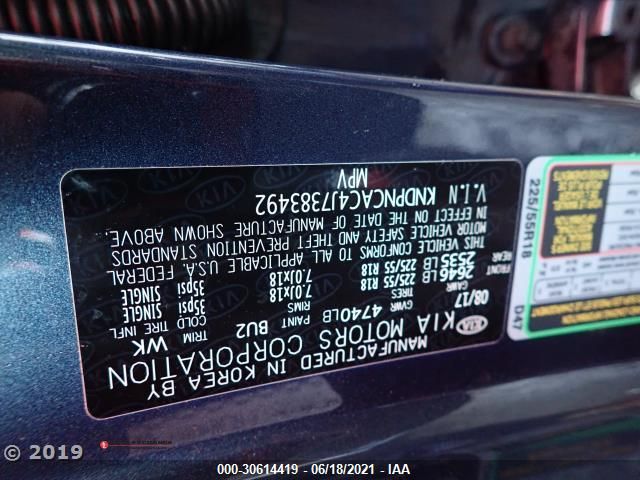 MANUFACTURED IN KOREA BY
KIA MOTORS CORPORATION
08/17 GVWR 4740LB PAINT BU2 TRIM WK
GAWR TIRES RIMS COLD TIRE INFL
FRONT 2646LB 225/55 R18 7.0Jx18 35psi SINGLE
REAR 2535LB 225/55 R18 7.0Jx18 35psi SINGLE
THIS VEHICLE CONFORMS TO ALL APPLICABLE U.S.A. FEDERAL
MOTOR VEHICLE SAFETY AND THEFT PREVENTION STANDARDS
IN EFFECT ON THE DATE OF MANUFACTURE SHOWN ABOVE.
V.I.N KNDPNCAC4J7383492
MPV
KIA
D47
225/55R18
© 2019
000-30614419 - 06/18/2021 - IAA